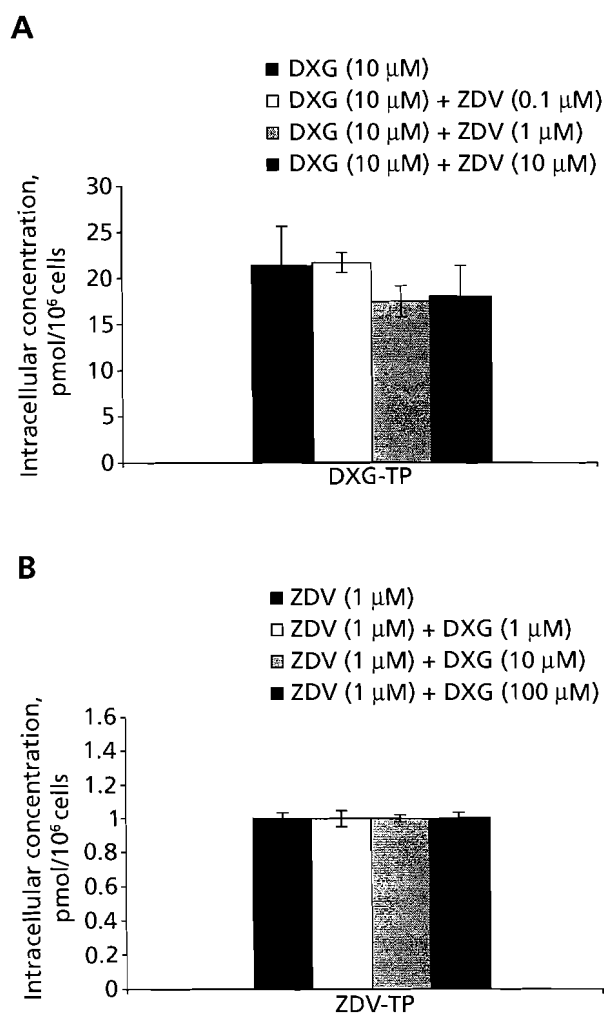 A
■ DXG (10 μM)
□ DXG (10 μM) + ZDV (0.1 μM)
DXG (10 μM) + ZDV (1 μM)
■ DXG (10 μM) + ZDV (10 μM)
Intracellular concentration,
pmol/10⁶ cells
30
25
20
15
10
5
0
DXG-TP
B
■ ZDV (1 μM)
□ ZDV (1 μM) + DXG (1 μM)
ZDV (1 μM) + DXG (10 μM)
■ ZDV (1 μM) + DXG (100 μM)
Intracellular concentration,
pmol/10⁶ cells
1.6
1.4
1.2
1
0.8
0.6
0.4
0.2
0
ZDV-TP